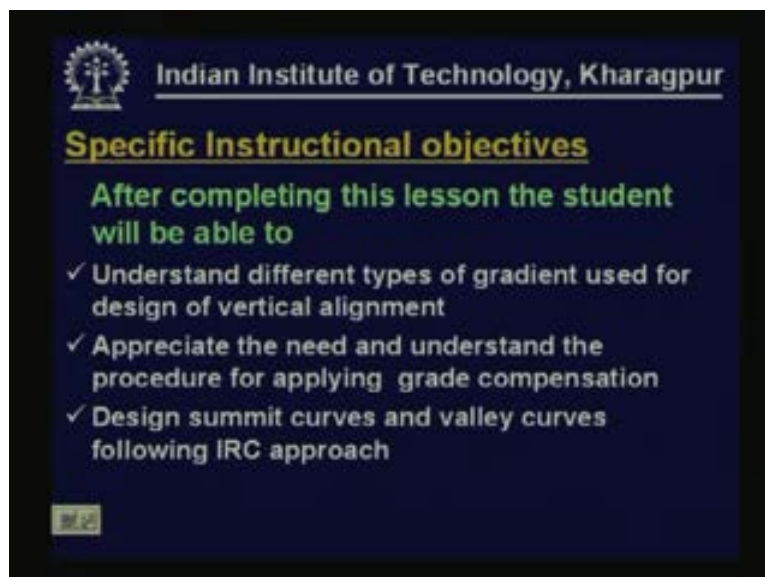 Indian Institute of Technology, Kharagpur
Specific Instructional objectives
After completing this lesson the student
will be able to
✓ Understand different types of gradient used for
design of vertical alignment
✓ Appreciate the need and understand the
procedure for applying grade compensation
✓ Design summit curves and valley curves
following IRC approach